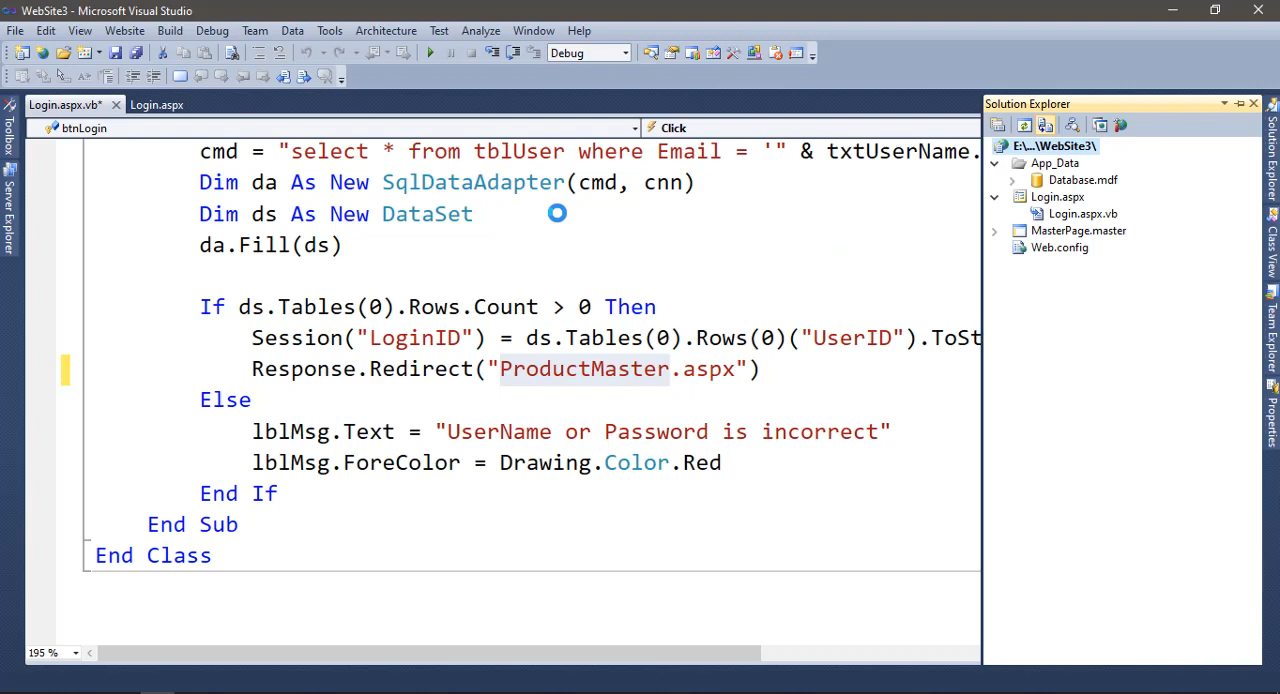 WebSite3 - Microsoft Visual Studio
File Edit View Website Build Debug Team Data Tools Architecture Test Analyze Window Help
Debug
Login.aspx.vb* Login.aspx
btnLogin Click
cmd = "select * from tblUser where Email = '" & txtUserName.
Dim da As New SqlDataAdapter(cmd, cnn)
Dim ds As New DataSet
da.Fill(ds)
If ds.Tables(0).Rows.Count > 0 Then
Session("LoginID") = ds.Tables(0).Rows(0)("UserID").ToSt
Response.Redirect("ProductMaster.aspx")
Else
lblMsg.Text = "UserName or Password is incorrect"
lblMsg.ForeColor = Drawing.Color.Red
End If
End Sub
End Class
195 %
Toolbox
Server Explorer
Solution Explorer
E:\...\WebSite3\
App_Data
Database.mdf
Login.aspx
Login.aspx.vb
MasterPage.master
Web.config
Solution Explorer
Class View
Team Explorer
Properties